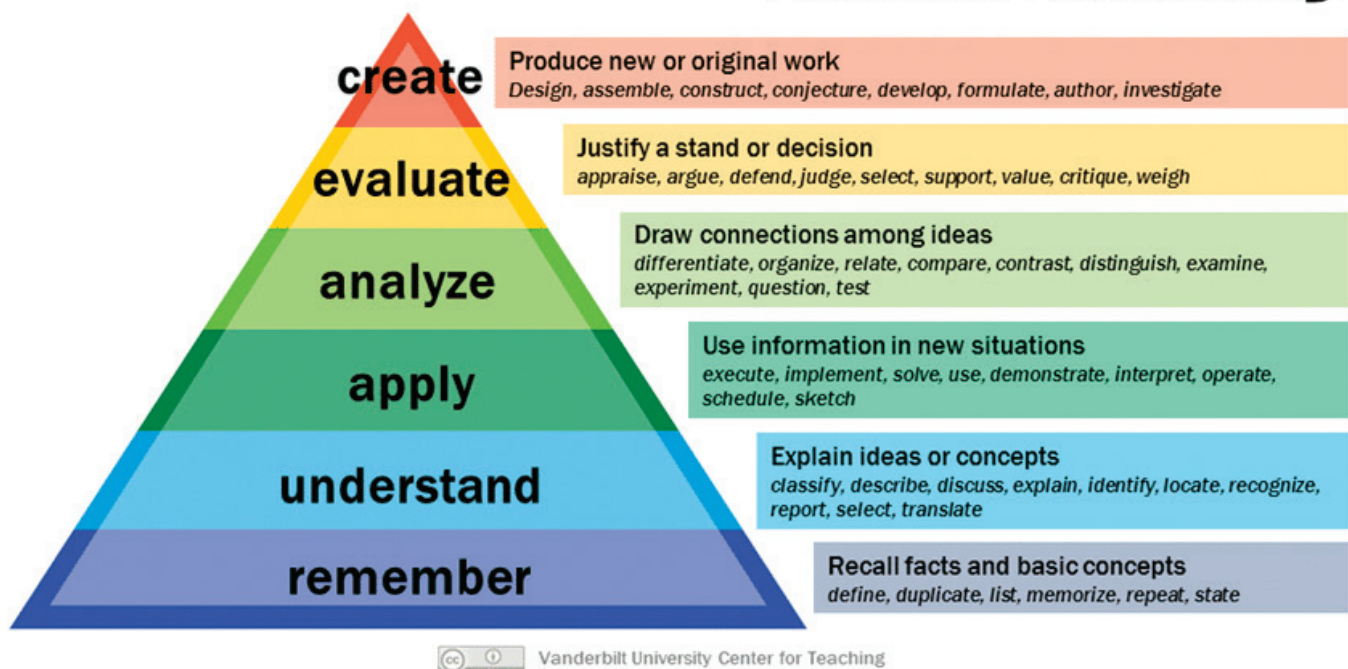 create
Produce new or original work
Design, assemble, construct, conjecture, develop, formulate, author, investigate
evaluate
Justify a stand or decision
appraise, argue, defend, judge, select, support, value, critique, weigh
analyze
Draw connections among ideas
differentiate, organize, relate, compare, contrast, distinguish, examine,
experiment, question, test
apply
Use information in new situations
execute, implement, solve, use, demonstrate, interpret, operate,
schedule, sketch
understand
Explain ideas or concepts
classify, describe, discuss, explain, identify, locate, recognize,
report, select, translate
remember
Recall facts and basic concepts
define, duplicate, list, memorize, repeat, state
cc Vanderbilt University Center for Teaching